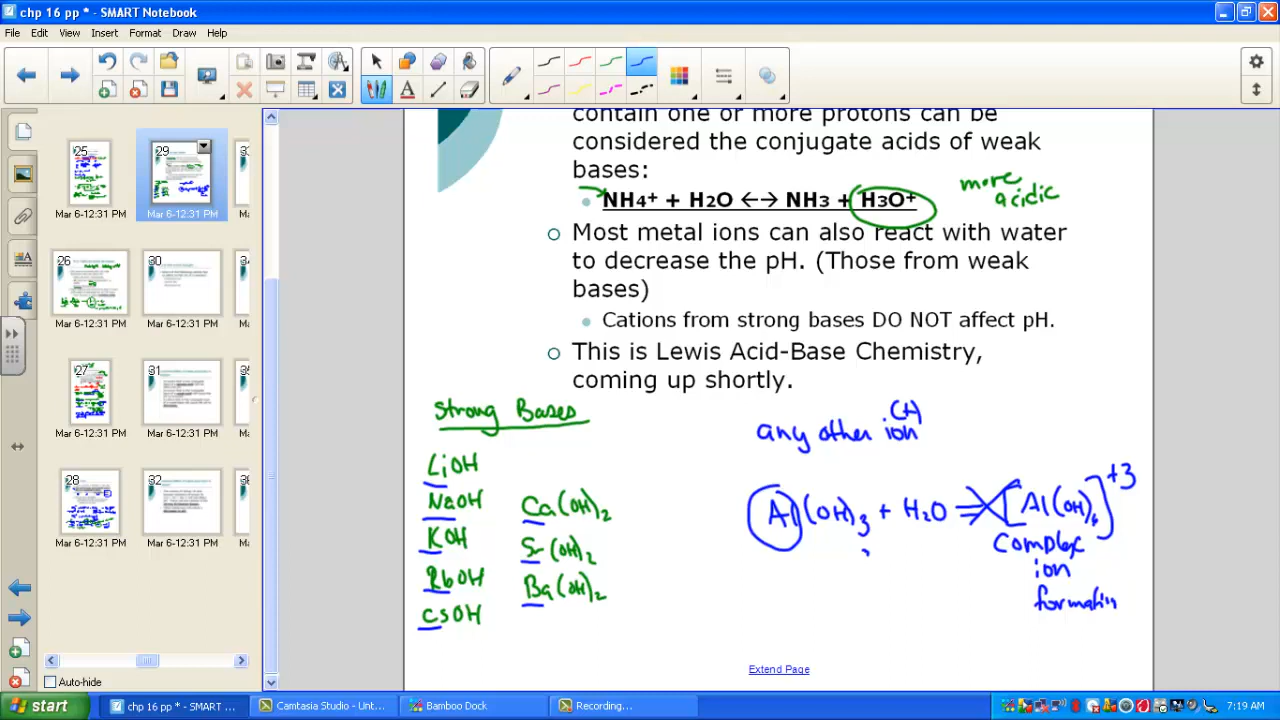 chp 16 pp * - SMART Notebook
File Edit View Insert Format Draw Help
25
Mar 6-12:31 PM
29
Mar 6-12:31 PM
26
Mar 6-12:31 PM
30
Mar 6-12:31 PM
27
Mar 6-12:31 PM
31
Mar 6-12:31 PM
28
Mar 6-12:31 PM
32
Mar 6-12:31 PM
Auto-hide
contain one or more protons can be
considered the conjugate acids of weak
bases:
NH4+ + H2O ←→ NH3 + H3O+
more
acidic
Most metal ions can also react with water
to decrease the pH. (Those from weak
bases)
Cations from strong bases DO NOT affect pH.
This is Lewis Acid-Base Chemistry,
coming up shortly.
Strong Bases
LiOH
NaOH
KOH
RbOH
CsOH
Ca(OH)2
Sr(OH)2
Ba(OH)2
any other ion (+)
Al(OH)3 + H2O ⇒ [Al(OH)6]+3
Complex
ion
formation
Extend Page
start
chp 16 pp * - SMART ...
Camtasia Studio - Unt...
Bamboo Dock
Recording...
7:19 AM